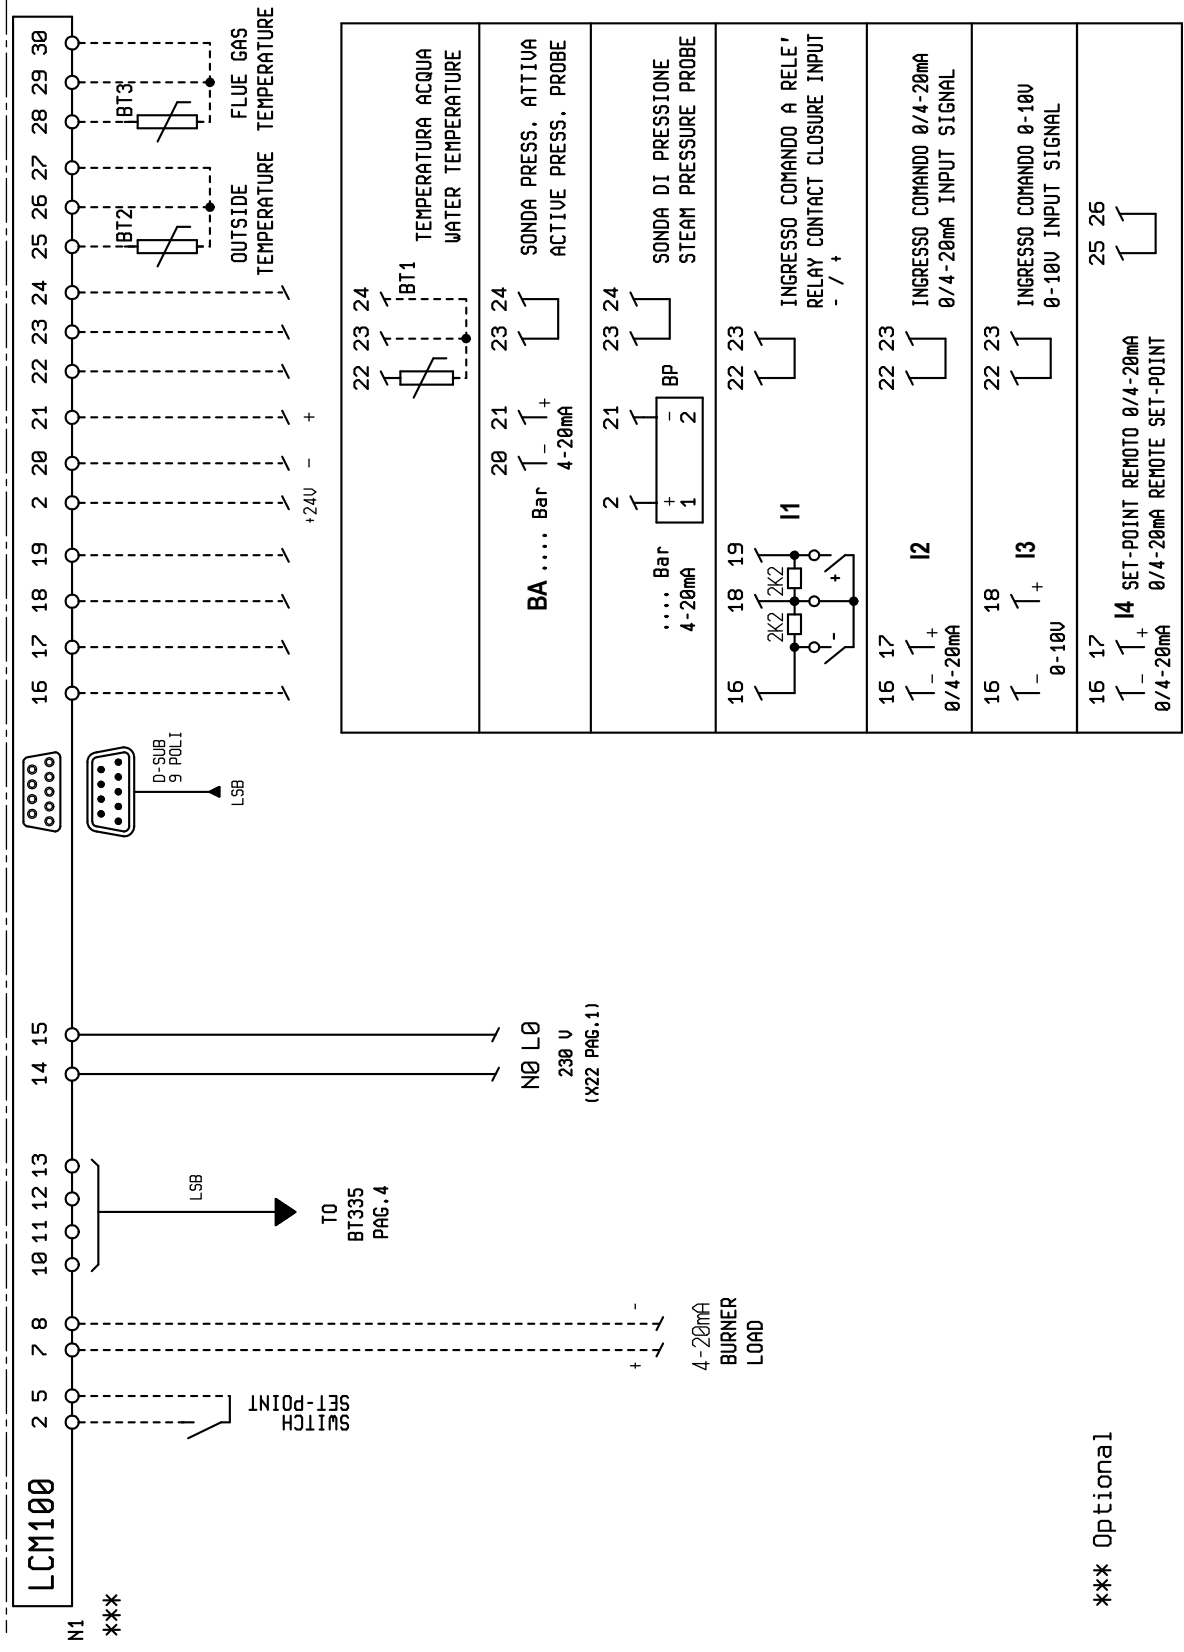 N1
***
LCM100
2 5 7 8 10 11 12 13 14 15 16 17 18 19 2 20 21 22 23 24 25 26 27 28 29 30
SWITCH
SET-POINT
+ -
4-20mA
BURNER
LOAD
LSB
TO
BT335
PAG.4
N0 L0
230 V
(X22 PAG.1)
D-SUB
9 POLI
LSB
+24V - +
BT2
OUTSIDE
TEMPERATURE
BT3
FLUE GAS
TEMPERATURE
22 23 24
BT1
TEMPERATURA ACQUA
WATER TEMPERATURE
20 21 23 24
- +
4-20mA
BA .... Bar
SONDA PRESS. ATTIVA
ACTIVE PRESS. PROBE
2 21 23 24
+ -
1 2
BP
.... Bar
4-20mA
SONDA DI PRESSIONE
STEAM PRESSURE PROBE
16 18 19 22 23
2K2 2K2
- +
I1
INGRESSO COMANDO A RELE'
RELAY CONTACT CLOSURE INPUT
- / +
16 17 22 23
- +
0/4-20mA
I2
INGRESSO COMANDO 0/4-20mA
0/4-20mA INPUT SIGNAL
16 18 22 23
- +
0-10V
I3
INGRESSO COMANDO 0-10V
0-10V INPUT SIGNAL
16 17 25 26
- +
0/4-20mA
I4
SET-POINT REMOTO 0/4-20mA
0/4-20mA REMOTE SET-POINT
*** Optional